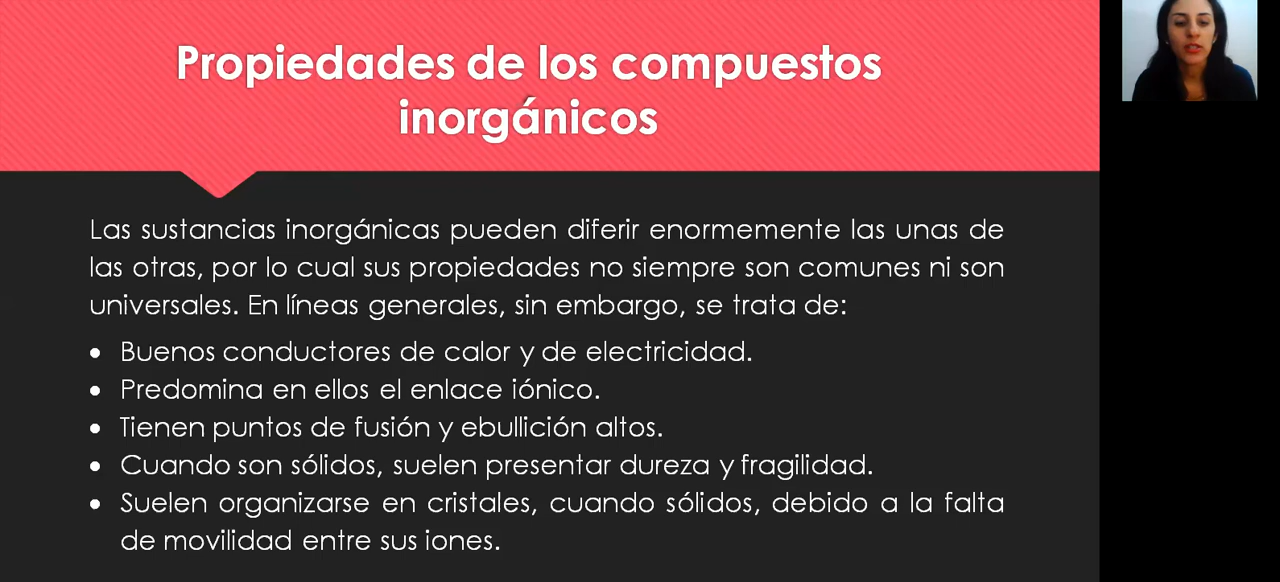 Propiedades de los compuestos
inorgánicos
Las sustancias inorgánicas pueden diferir enormemente las unas de
las otras, por lo cual sus propiedades no siempre son comunes ni son
universales. En líneas generales, sin embargo, se trata de:
• Buenos conductores de calor y de electricidad.
• Predomina en ellos el enlace iónico.
• Tienen puntos de fusión y ebullición altos.
• Cuando son sólidos, suelen presentar dureza y fragilidad.
• Suelen organizarse en cristales, cuando sólidos, debido a la falta
de movilidad entre sus iones.